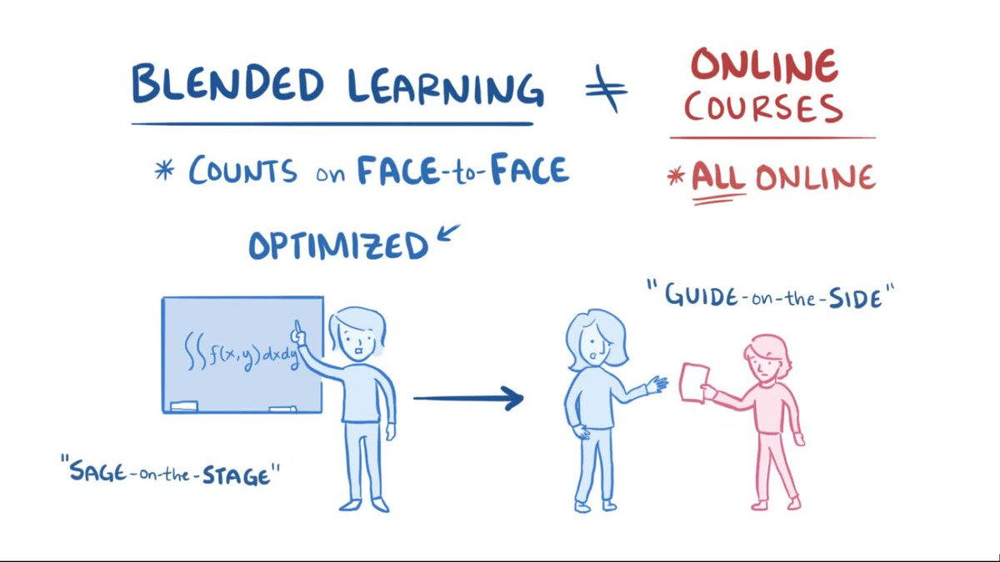 BLENDED LEARNING ≠ ONLINE COURSES
* COUNTS on FACE-to-FACE
* ALL ONLINE
OPTIMIZED ↙
"GUIDE-on-the-SIDE"
∫∫f(x,y)dxdy
"SAGE-on-the-STAGE"